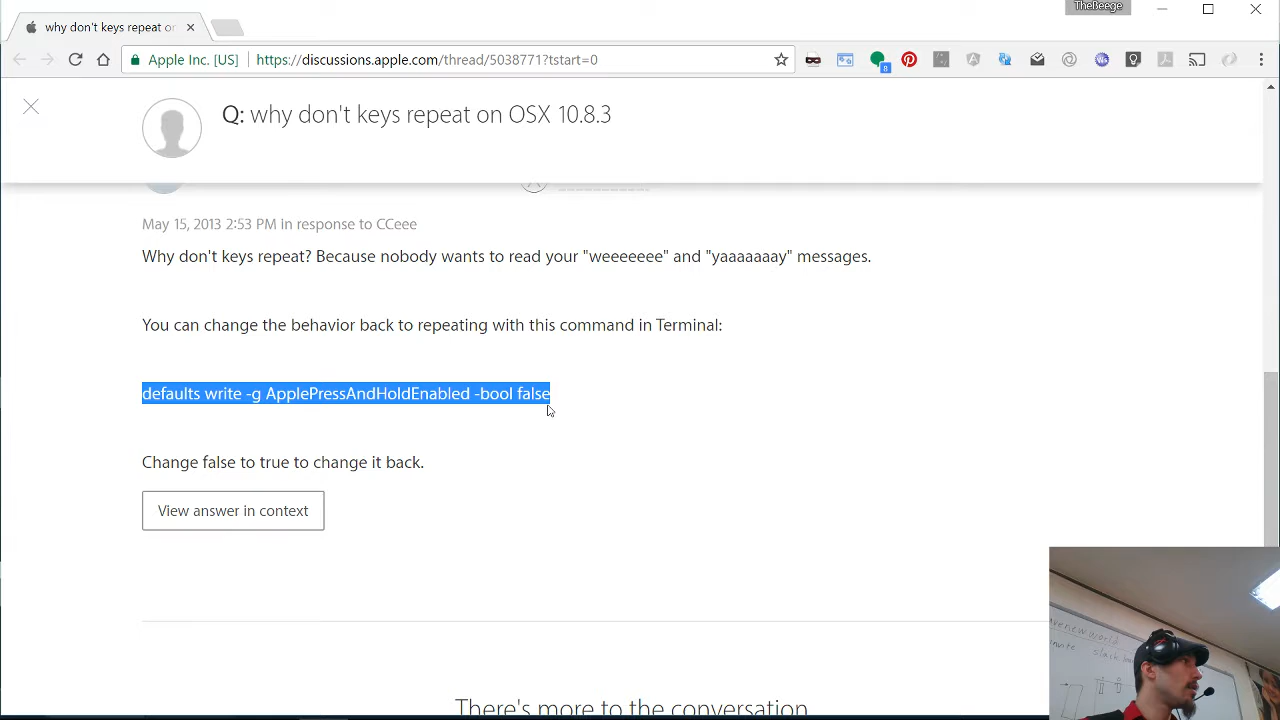 TheBeege
why don't keys repeat or
Apple Inc. [US]
https://discussions.apple.com/thread/5038771?tstart=0
8
Q: why don't keys repeat on OSX 10.8.3
May 15, 2013 2:53 PM in response to CCeee
Why don't keys repeat? Because nobody wants to read your "weeeeeee" and "yaaaaaaay" messages.
You can change the behavior back to repeating with this command in Terminal:
defaults write -g ApplePressAndHoldEnabled -bool false
Change false to true to change it back.
View answer in context
There's more to the conversation